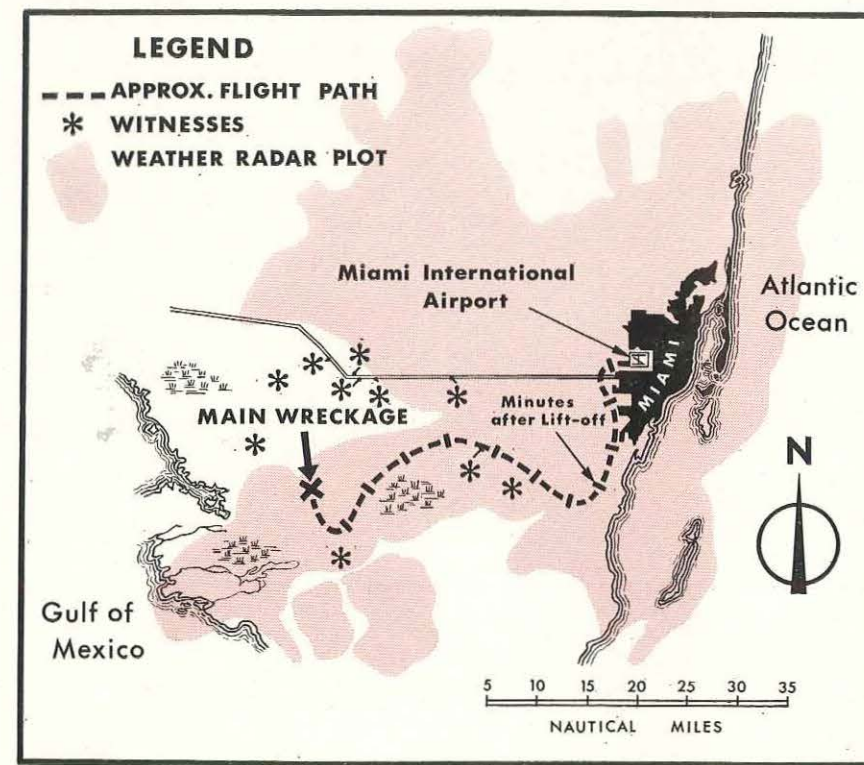 LEGEND
APPROX. FLIGHT PATH
WITNESSES
WEATHER RADAR PLOT
Miami International
Airport
Atlantic
Ocean
MIAMI
MAIN WRECKAGE
Minutes
after Lift-off
N
Gulf of
Mexico
5 10 15 20 25 30 35
NAUTICAL MILES